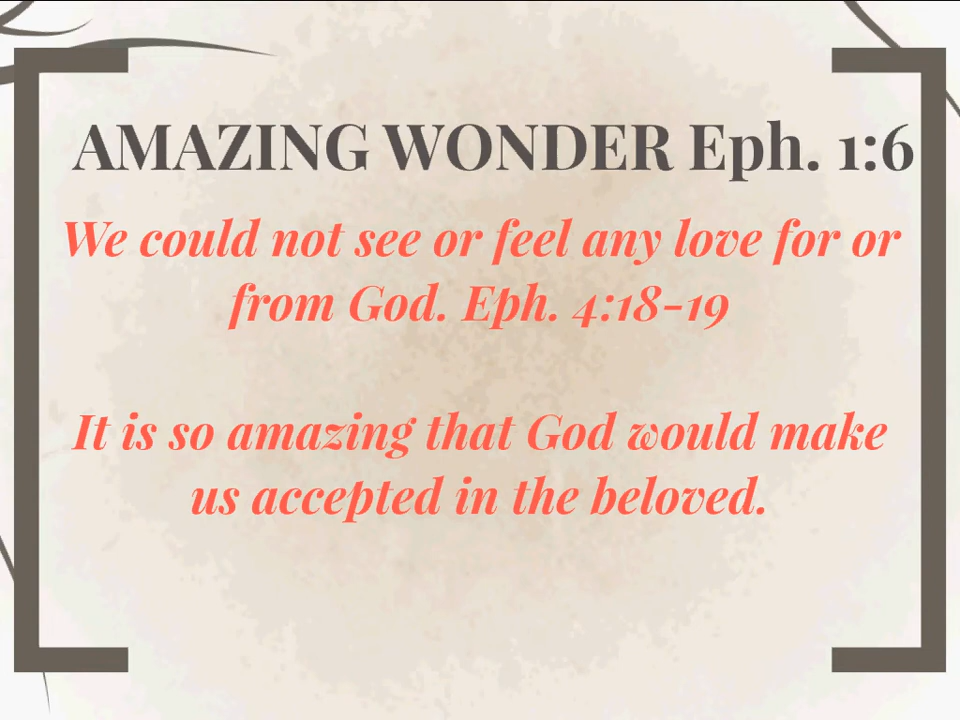 AMAZING WONDER Eph. 1:6
We could not see or feel any love for or
from God. Eph. 4:18-19
It is so amazing that God would make
us accepted in the beloved.